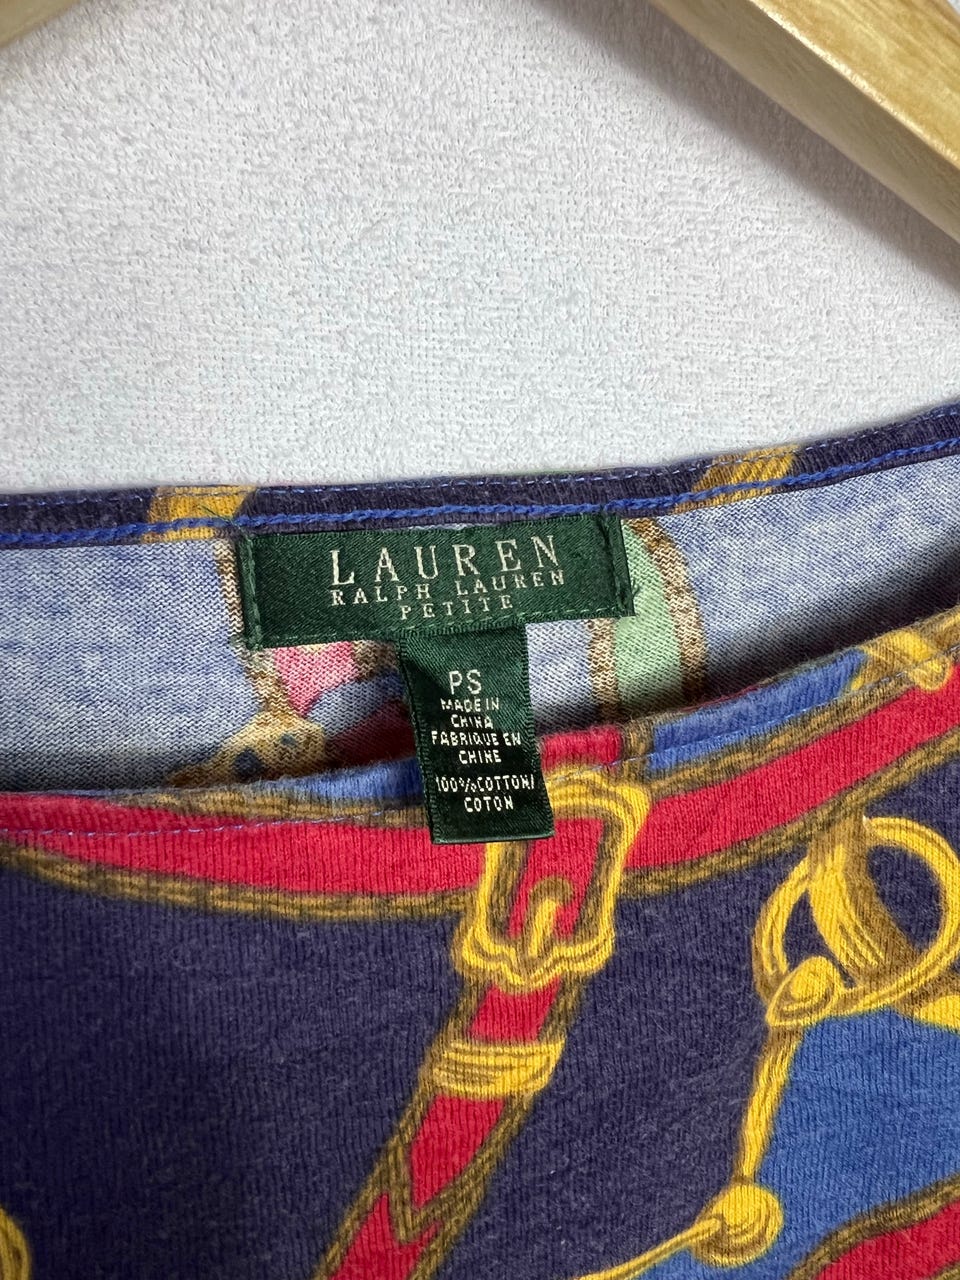 LAUREN
RALPH LAUREN
PETITE
PS
MADE IN
CHINA
FABRIQUE EN
CHINE
100%COTTON/
COTON